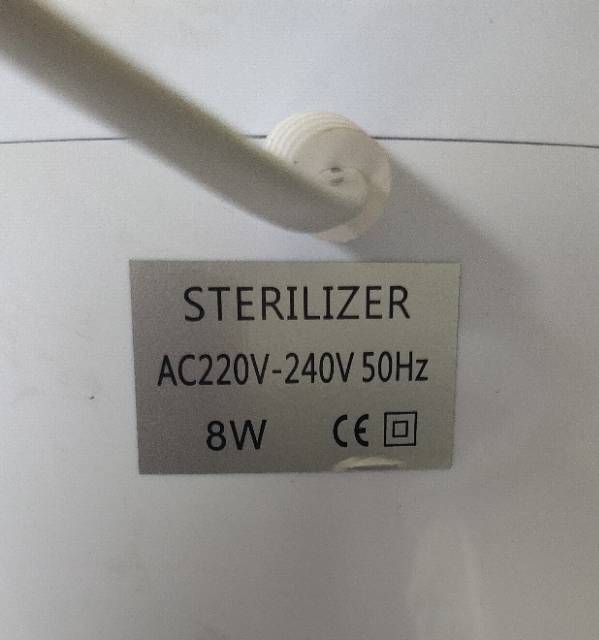 STERILIZER
AC220V-240V 50Hz
8W CE